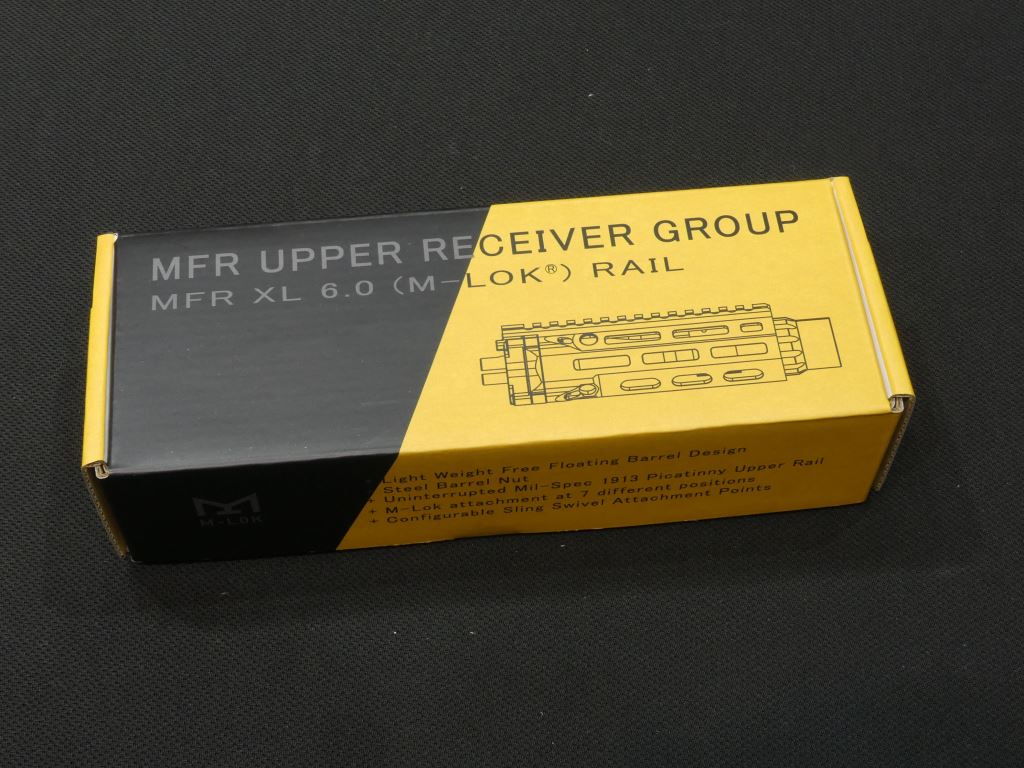 MFR UPPER RECEIVER GROUP
MFR XL 6.0 (M-LOK®) RAIL
Light Weight Free Floating Barrel Design
Steel Barrel Nut
+ Uninterrupted Mil-Spec 1913 Picatinny Upper Rail
+ M-Lok attachment at 7 different positions
+ Configurable Sling Swivel Attachment Points
M-LOK